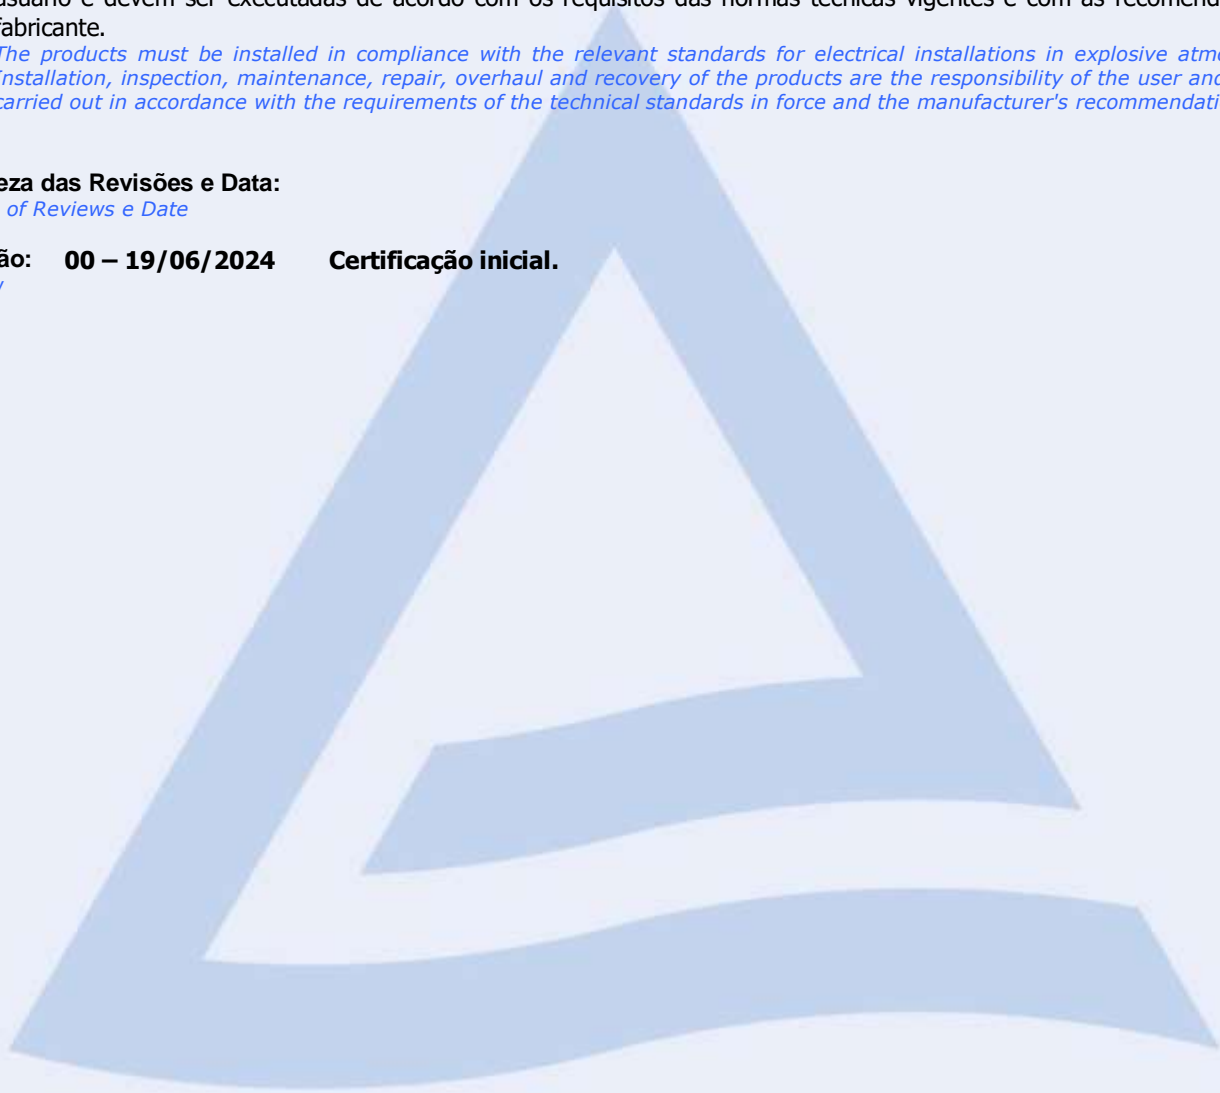 usuário e devem ser executadas de acordo com os requisitos das normas técnicas vigentes e com as recomend
fabricante.
The products must be installed in compliance with the relevant standards for electrical installations in explosive atm
Installation, inspection, maintenance, repair, overhaul and recovery of the products are the responsibility of the user and
carried out in accordance with the requirements of the technical standards in force and the manufacturer's recommendati
eza das Revisões e Data:
of Reviews e Date
ão: 00 – 19/06/2024 Certificação inicial.